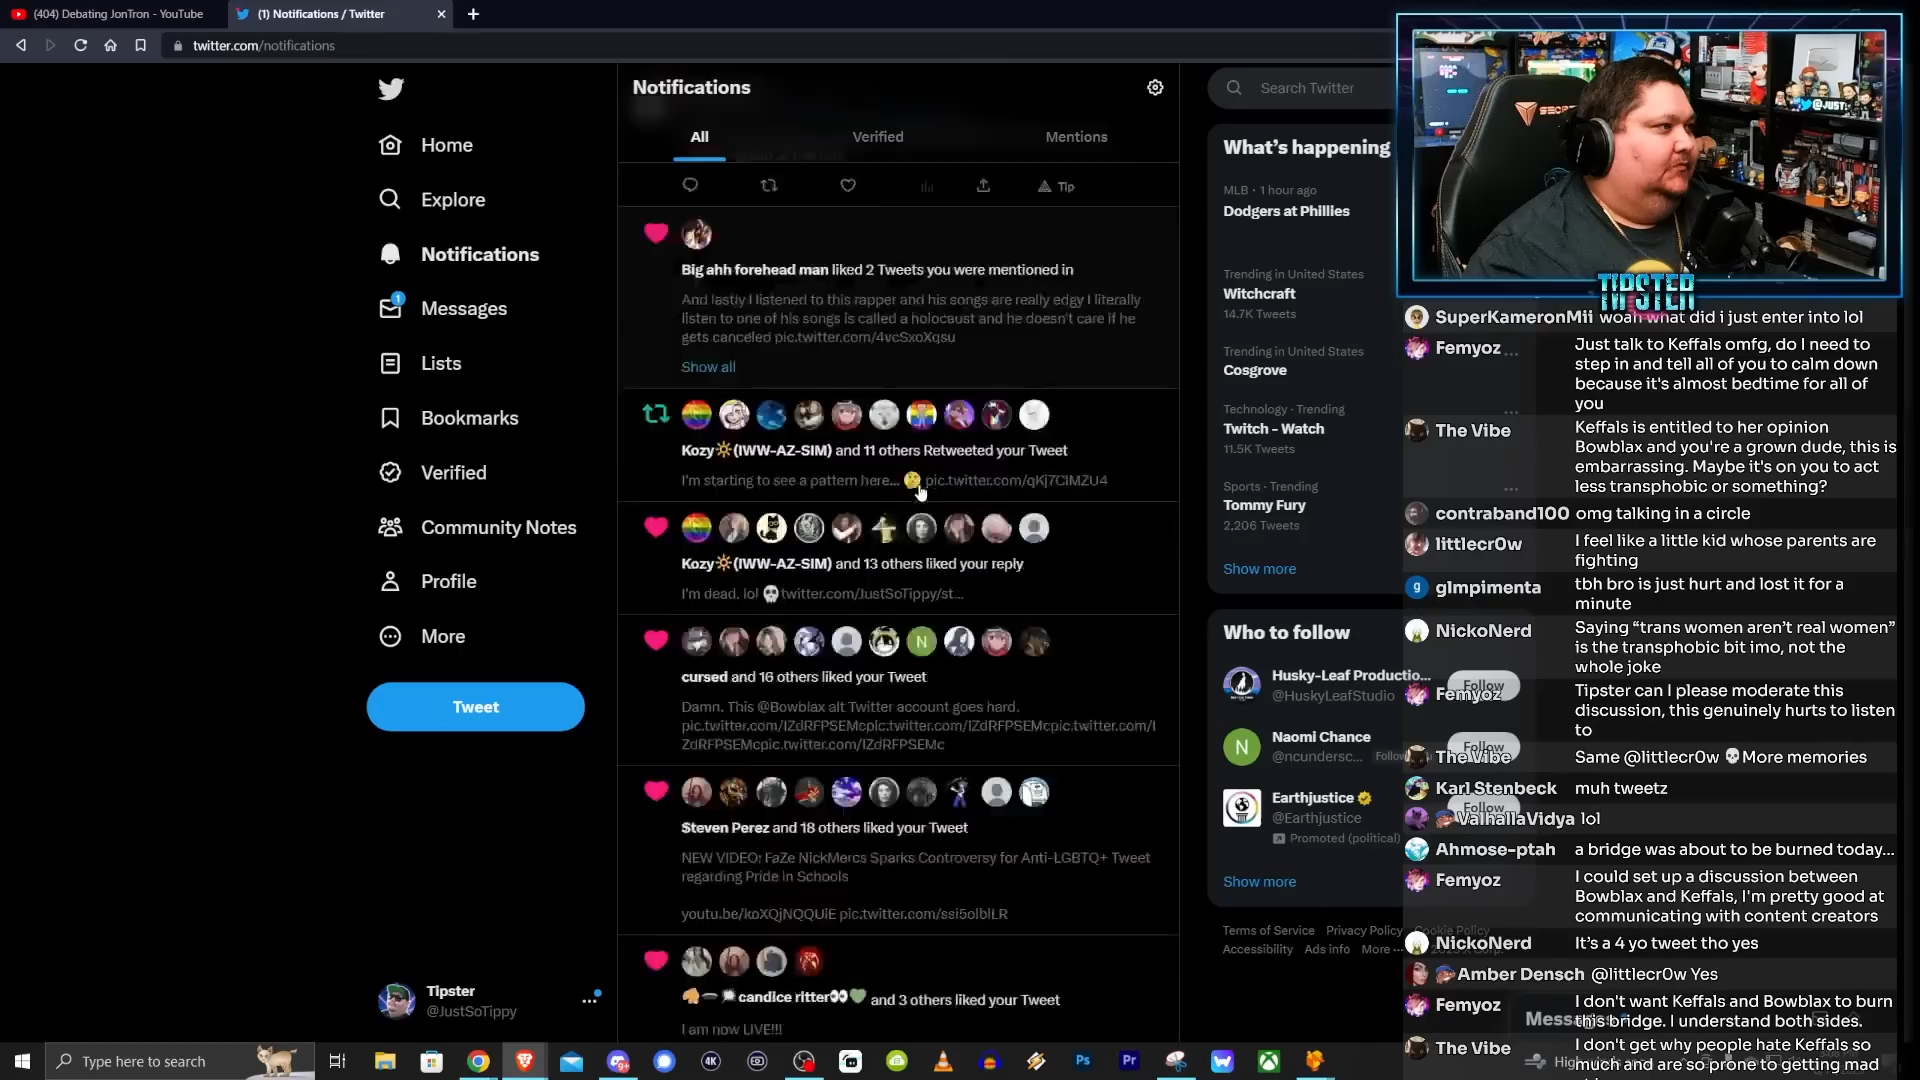 (404) Debating JonTron - YouTube
(1) Notifications / Twitter
twitter.com/notifications
Home
Explore
Notifications
1
Messages
Lists
Bookmarks
Verified
Community Notes
Profile
More
Tweet
Tipster
@JustSoTippy
Notifications
All
Verified
Mentions
Tip
Big ahh forehead man liked 2 Tweets you were mentioned in
And lastly I listened to this rapper and his songs are really edgy I literally
listen to one of his songs is called a holocaust and he doesn't care if he
gets canceled pic.twitter.com/4vcSxoXqsu
Show all
Kozy🔆(IWW-AZ-SIM) and 11 others Retweeted your Tweet
I'm starting to see a pattern here... 🤔 pic.twitter.com/qKj7CIMZU4
Kozy🔆(IWW-AZ-SIM) and 13 others liked your reply
I'm dead. lol 💀twitter.com/JustSoTippy/st...
N
cursed and 16 others liked your Tweet
Damn. This @Bowblax alt Twitter account goes hard.
pic.twitter.com/IZdRFPSEMcpic.twitter.com/IZdRFPSEMcpic.twitter.com/I
ZdRFPSEMcpic.twitter.com/IZdRFPSEMc
Steven Perez and 18 others liked your Tweet
NEW VIDEO: FaZe NickMercs Sparks Controversy for Anti-LGBTQ+ Tweet
regarding Pride in Schools
youtu.be/koXQjNQQUiE pic.twitter.com/ssi5olblLR
candice ritter👀💚 and 3 others liked your Tweet
I am now LIVE!!!
Search Twitter
What's happening
MLB · 1 hour ago
Dodgers at Phillies
Trending in United States
Witchcraft
14.7K Tweets
Trending in United States
Cosgrove
Technology · Trending
Twitch - Watch
11.5K Tweets
Sports · Trending
Tommy Fury
2,206 Tweets
Show more
Who to follow
Husky-Leaf Productio...
@HuskyLeafStudio
Follow
N
Naomi Chance
@ncundersc...
Follow
Earthjustice
@Earthjustice
Promoted (political)
Follow
Show more
Terms of Service Privacy Policy Cookie Policy
Accessibility Ads info More ...
SECRET
@JUST
TIPSTER
SuperKameronMii woah what did i just enter into lol
Femyoz Just talk to Keffals omfg, do I need to
step in and tell all of you to calm down
because it's almost bedtime for all of
you
The Vibe Keffals is entitled to her opinion
Bowblax and you're a grown dude, this is
embarrassing. Maybe it's on you to act
less transphobic or something?
contraband100 omg talking in a circle
littlecr0w I feel like a little kid whose parents are
fighting
g
glmpimenta tbh bro is just hurt and lost it for a
minute
NickoNerd Saying “trans women aren't real women”
is the transphobic bit imo, not the
whole joke
Femyoz Tipster can I please moderate this
discussion, this genuinely hurts to listen
to
The Vibe Same @littlecr0w 💀More memories
Karl Stenbeck muh tweetz
ValhallaVidya lol
Ahmose-ptah a bridge was about to be burned today...
Femyoz I could set up a discussion between
Bowblax and Keffals, I'm pretty good at
communicating with content creators
NickoNerd It's a 4 yo tweet tho yes
Amber Densch @littlecr0w Yes
Femyoz I don't want Keffals and Bowblax to burn
this bridge. I understand both sides.
The Vibe I don't get why people hate Keffals so
much and are so prone to getting mad
Messages
Type here to search
9+
4K
Ps
Pr